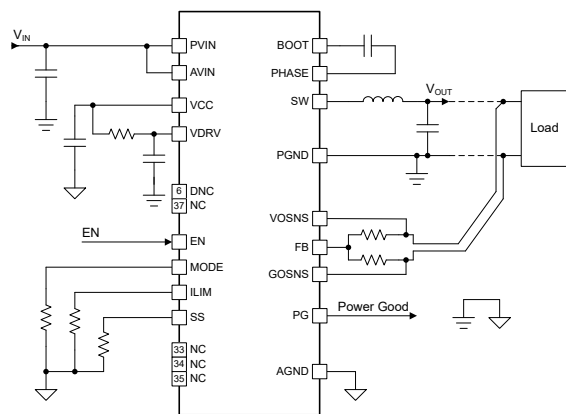 VIN
PVIN
AVIN
VCC
VDRV
6 DNC
37 NC
EN
EN
MODE
ILIM
SS
33 NC
34 NC
35 NC
BOOT
PHASE
SW
VOUT
Load
PGND
VOSNS
FB
GOSNS
PG
Power Good
AGND